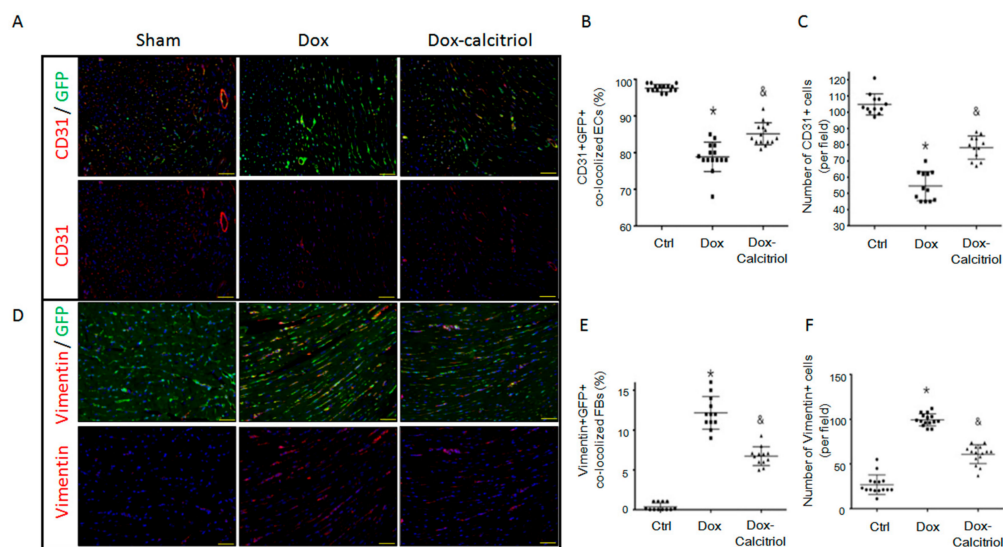 A
Sham
Dox
Dox-calcitriol
CD31 / GFP
CD31
B
CD31+GFP+
co-localized ECs (%)
100
90
80
70
60
*
&
Ctrl
Dox
Dox-
Calcitriol
C
Number of CD31+ cells
(per field)
120
110
100
90
80
70
60
50
40
30
*
&
Ctrl
Dox
Dox-
Calcitriol
D
Vimentin / GFP
Vimentin
E
Vimentin+GFP+
co-localized FBs (%)
15
10
5
0
*
&
Ctrl
Dox
Dox-
Calcitriol
F
Number of Vimentin+ cells
(per field)
150
100
50
0
*
&
Ctrl
Dox
Dox-
Calcitriol